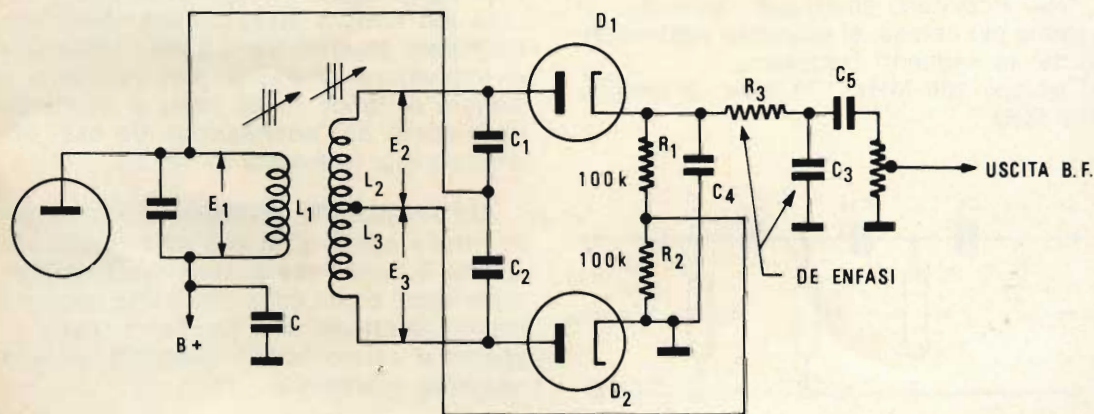 D1
C5
R3
E2
C1
R1
100k
C4
C3
USCITA B.F.
E1
L1
L2
L3
E3
C2
100k
R2
DE ENFASI
C
B+
D2